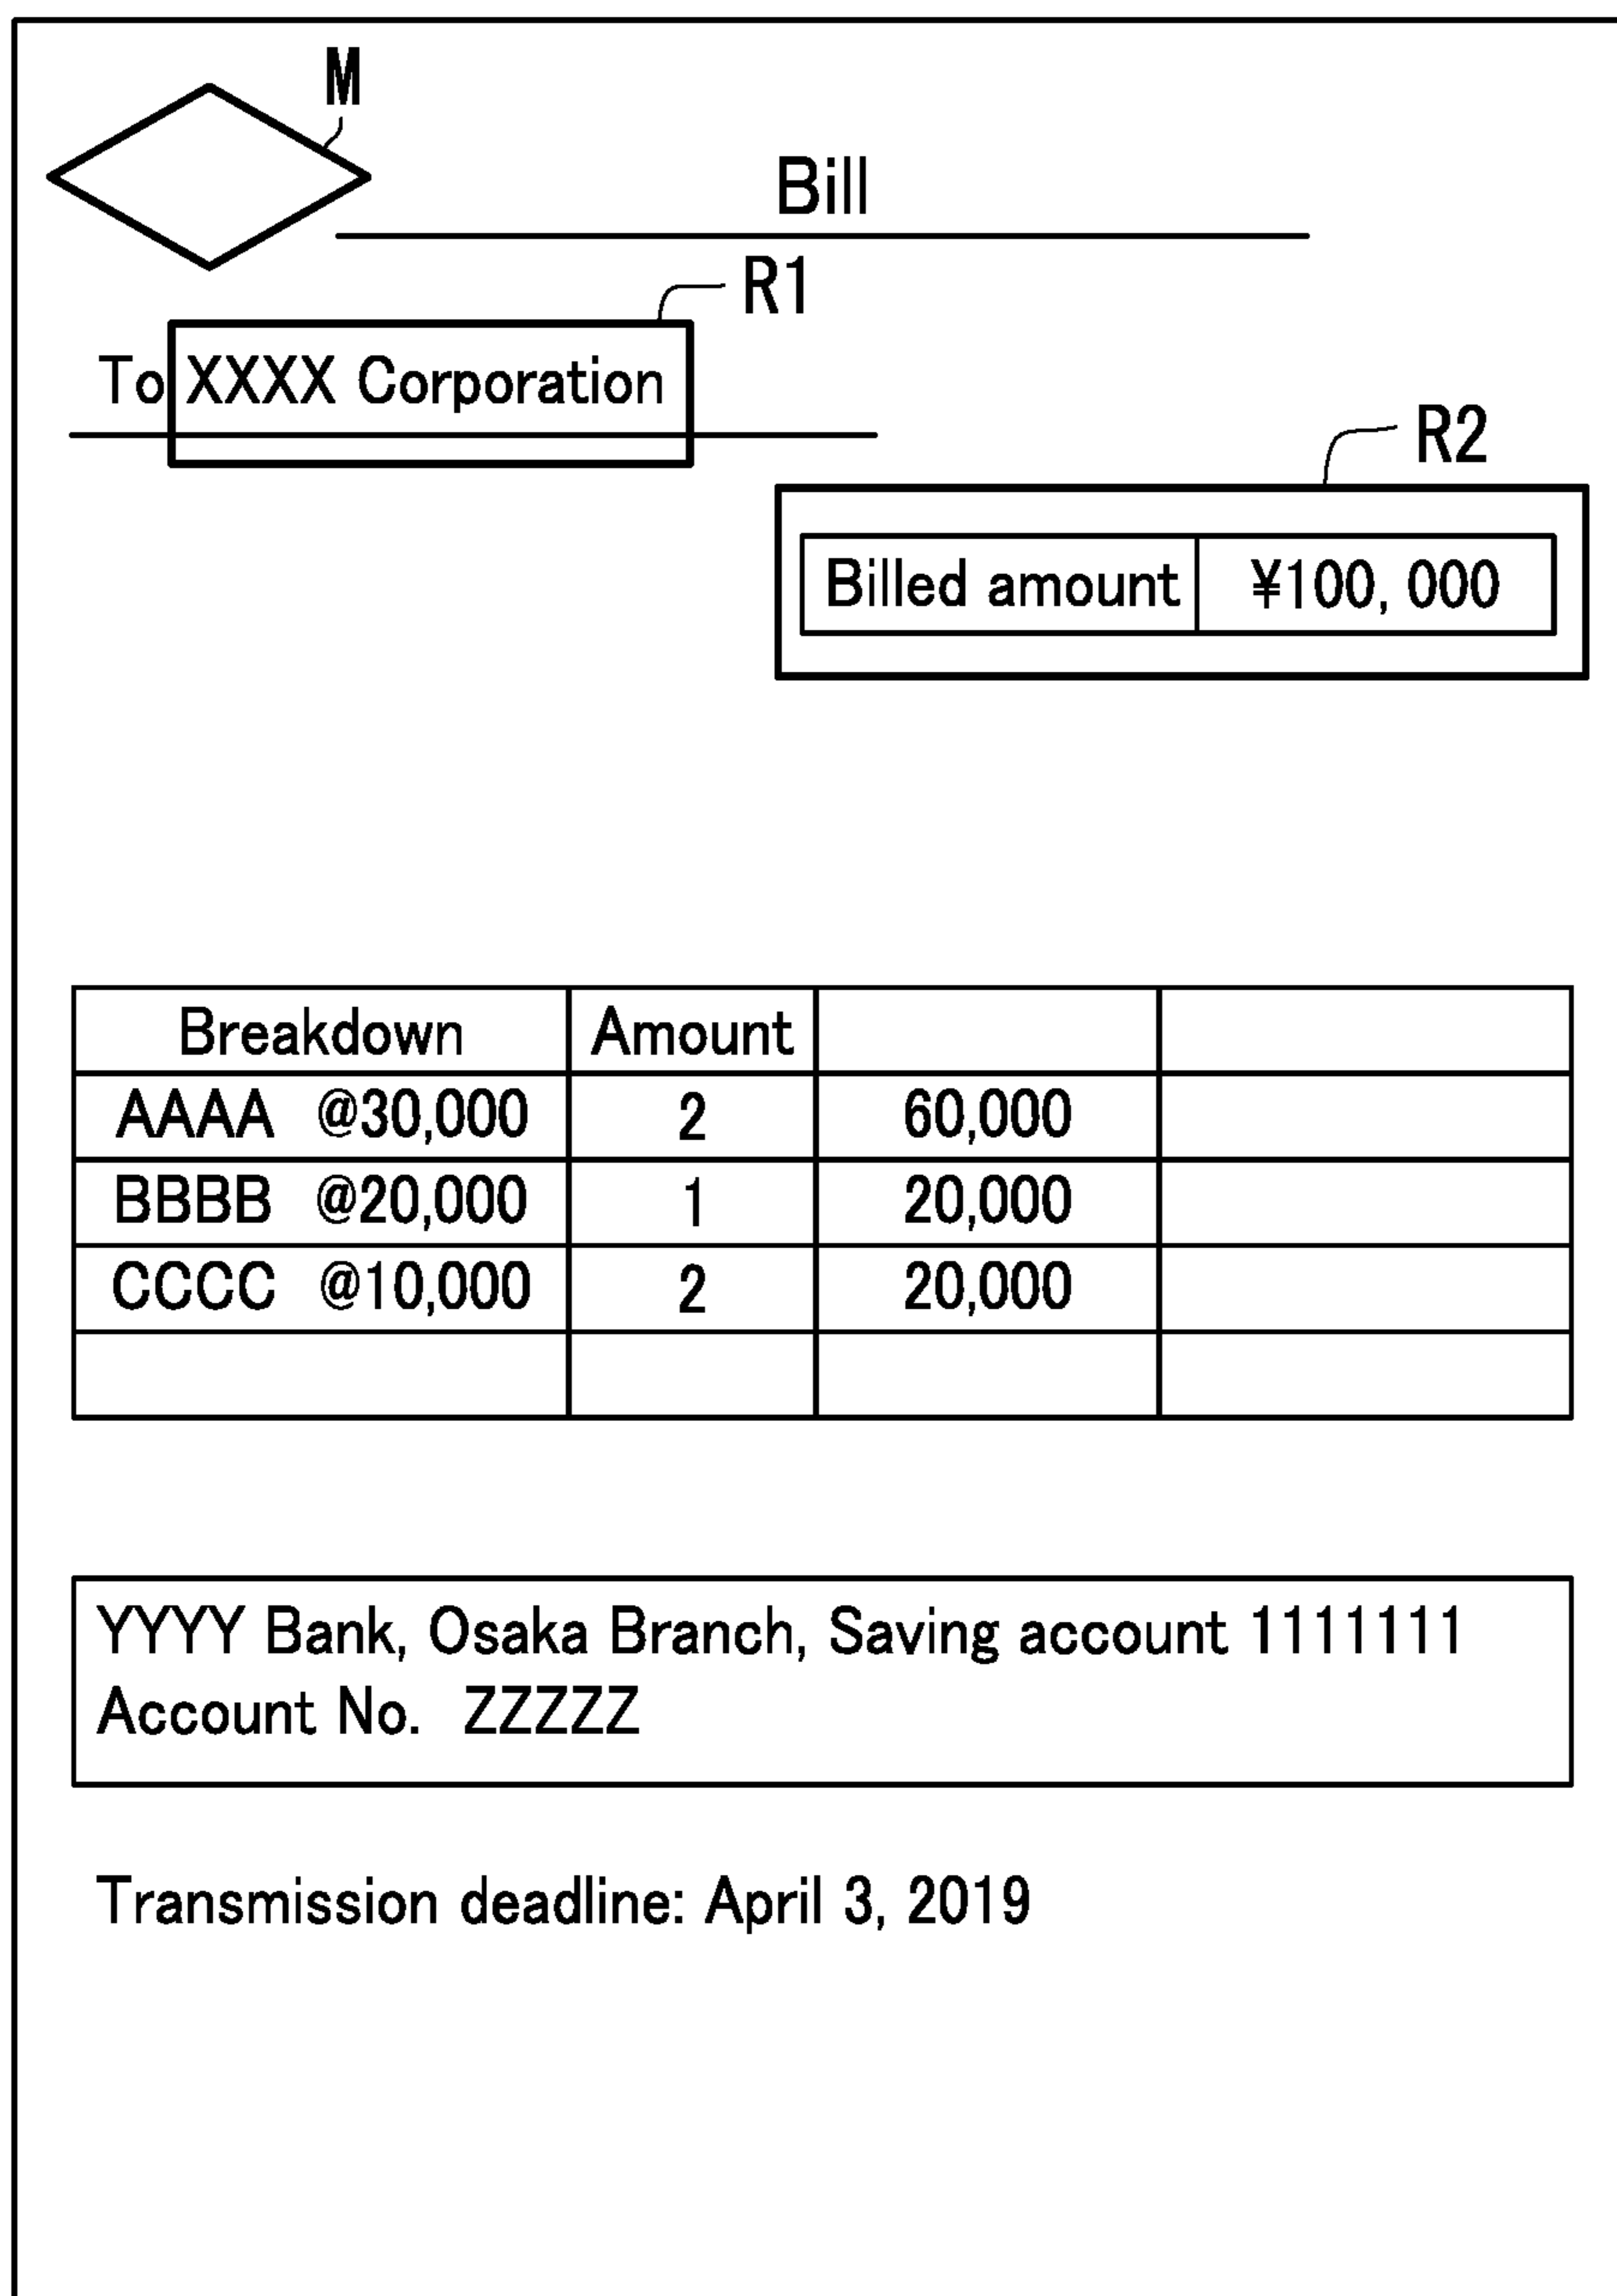 M
Bill
R1
To XXXX Corporation
R2
Billed amount ¥100, 000
Breakdown Amount
AAAA @30,000 2 60,000
BBBB @20,000 1 20,000
CCCC @10,000 2 20,000
YYYY Bank, Osaka Branch, Saving account 1111111
Account No. ZZZZZ
Transmission deadline: April 3, 2019